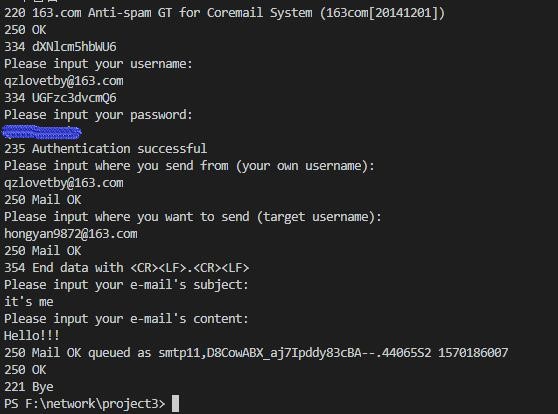 220 163.com Anti-spam GT for Coremail System (163com[20141201])
250 OK
334 dXNlcm5hbWU6
Please input your username:
qzlovetby@163.com
334 UGFzc3dvcmQ6
Please input your password:
235 Authentication successful
Please input where you send from (your own username):
qzlovetby@163.com
250 Mail OK
Please input where you want to send (target username):
hongyan9872@163.com
250 Mail OK
354 End data with <CR><LF>.<CR><LF>
Please input your e-mail's subject:
it's me
Please input your e-mail's content:
Hello!!!
250 Mail OK queued as smtp11,D8CowABX_aj7Ipddy83cBA--.44065S2 1570186007
250 OK
221 Bye
PS F:\network\project3>